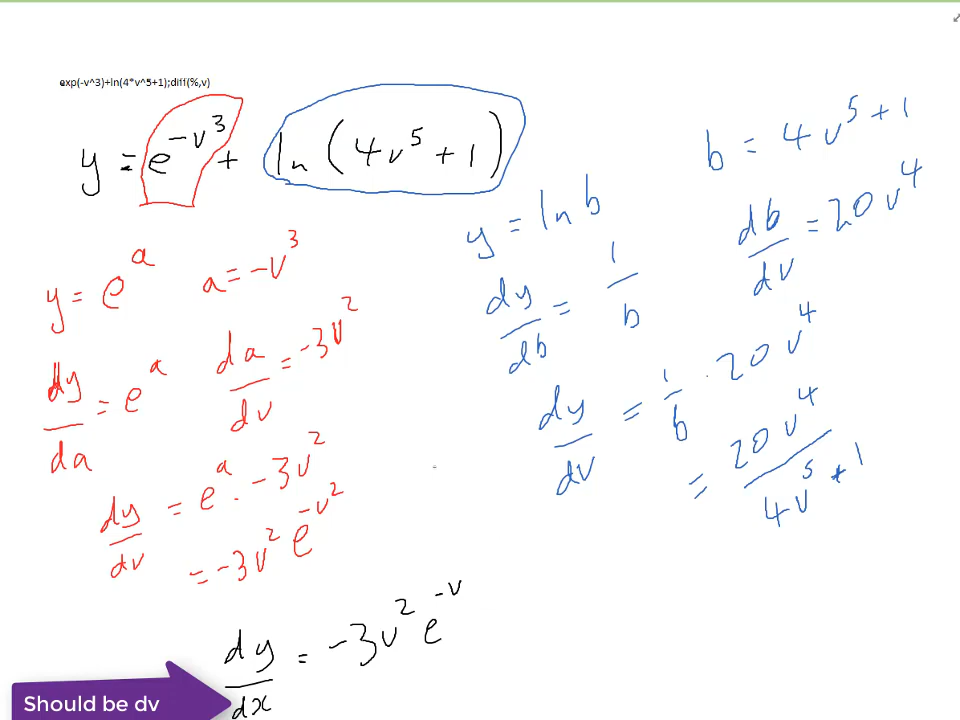 exp(-v^3)+ln(4*v^5+1);diff(%,v)
y = e^{-v^3} + ln(4v^5 + 1)
y = e^a
a = -v^3
dy/da = e^a
da/dv = -3v^2
dy/dv = e^a · -3v^2
= -3v^2 e^{-v^2}
y = ln b
b = 4v^5 + 1
dy/db = 1/b
db/dv = 20v^4
dy/dv = 1/b · 20v^4
= 20v^4/4v^5 + 1
dy/dx = -3v^2 e^{-v}
Should be dv